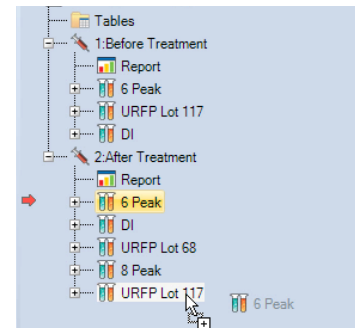 Tables
1:Before Treatment
Report
6 Peak
URFP Lot 117
DI
2:After Treatment
Report
6 Peak
DI
URFP Lot 68
8 Peak
URFP Lot 117
6 Peak